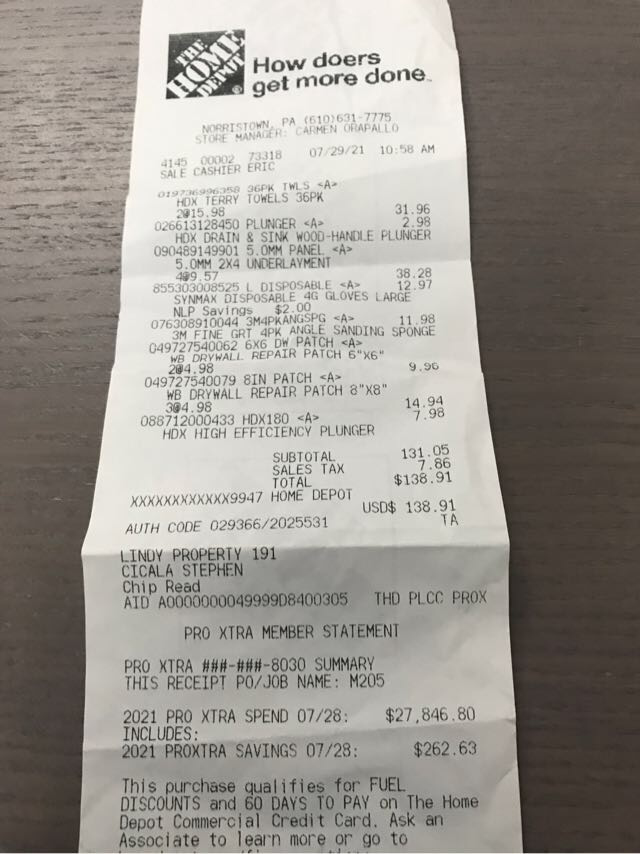 THE
HOME
DEPOT
How doers
get more done™
NORRISTOWN, PA (610)631-7775
STORE MANAGER: CARMEN ORAPALLO
4145 00002 73318 07/29/21 10:58 AM
SALE CASHIER ERIC
019736996358 36PK TWLS <A>
HDX TERRY TOWELS 36PK
2@15.98 31.96
026613128450 PLUNGER <A> 2.98
HDX DRAIN & SINK WOOD-HANDLE PLUNGER
090489149901 5.0MM PANEL <A>
5.0MM 2X4 UNDERLAYMENT
4@9.57 38.28
855303008525 L DISPOSABLE <A> 12.97
SYNMAX DISPOSABLE 4G GLOVES LARGE
NLP Savings $2.00
076308910044 3M4PKANGSPG <A> 11.98
3M FINE GRT 4PK ANGLE SANDING SPONGE
049727540062 6X6 DW PATCH <A>
WB DRYWALL REPAIR PATCH 6"X6"
2@4.98 9.96
049727540079 8IN PATCH <A>
WB DRYWALL REPAIR PATCH 8"X8"
3@4.98 14.94
088712000433 HDX180 <A> 7.98
HDX HIGH EFFICIENCY PLUNGER
SUBTOTAL 131.05
SALES TAX 7.86
TOTAL $138.91
XXXXXXXXXXXX9947 HOME DEPOT
USD$ 138.91
AUTH CODE 029366/2025531 TA
LINDY PROPERTY 191
CICALA STEPHEN
Chip Read
AID A0000000049999D8400305 THD PLCC PROX
PRO XTRA MEMBER STATEMENT
PRO XTRA ###-###-8030 SUMMARY
THIS RECEIPT PO/JOB NAME: M205
2021 PRO XTRA SPEND 07/28: $27,846.80
INCLUDES:
2021 PROXTRA SAVINGS 07/28: $262.63
This purchase qualifies for FUEL
DISCOUNTS and 60 DAYS TO PAY on The Home
Depot Commercial Credit Card. Ask an
Associate to learn more or go to